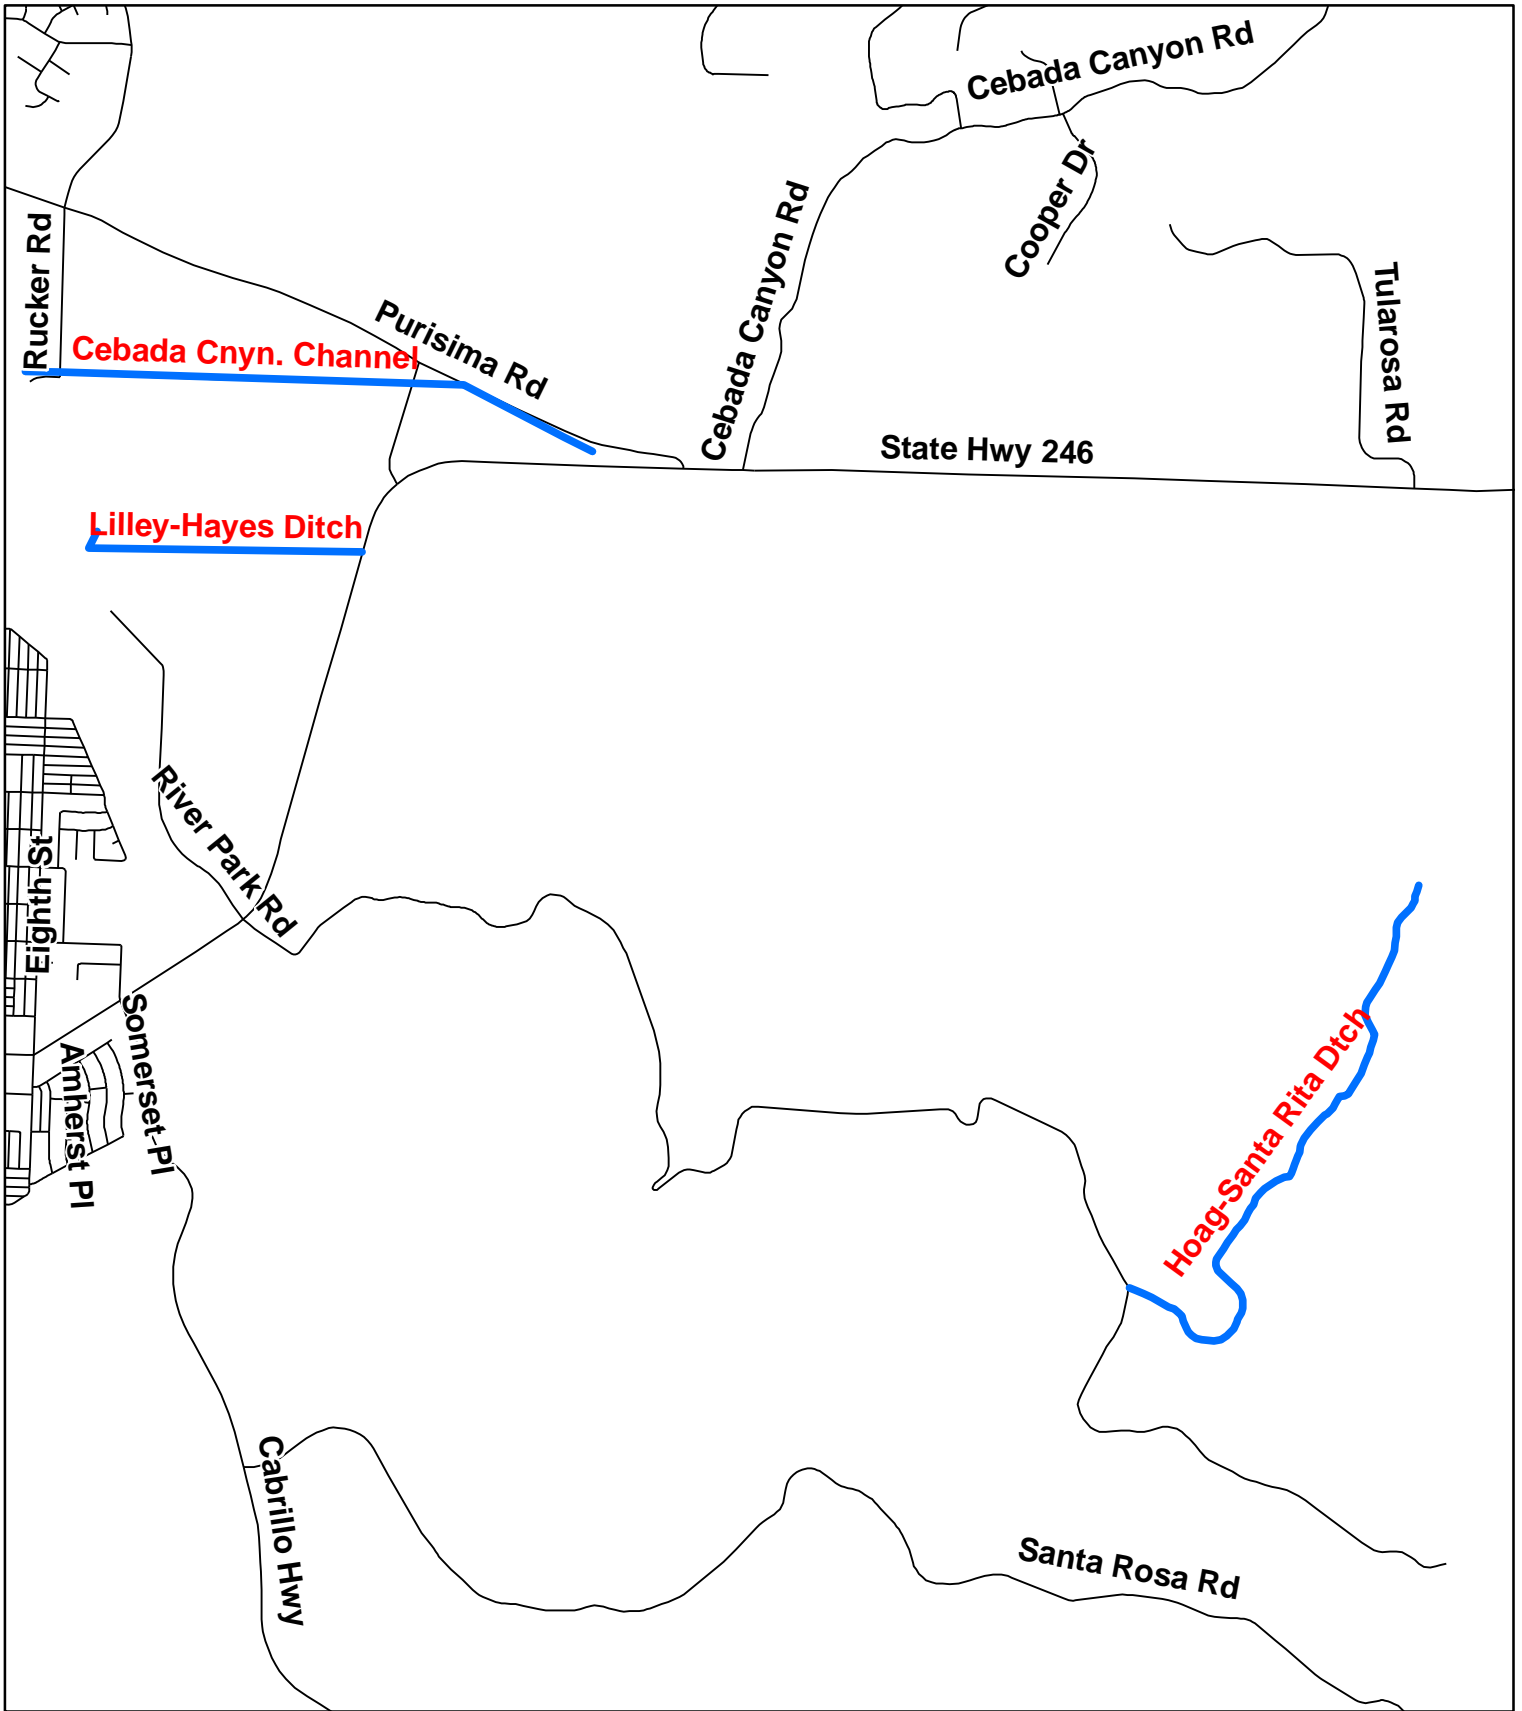 Cebada Canyon Rd
Cooper Dr
Cebada Canyon Rd
Rucker Rd
Tularosa Rd
Purisima Rd
Cebada Cnyn. Channel
State Hwy 246
Lilley-Hayes Ditch
River Park Rd
Eighth St
Somerset Pl
Amherst Pl
Hoag-Santa Rita Dtch
Cabrillo Hwy
Santa Rosa Rd